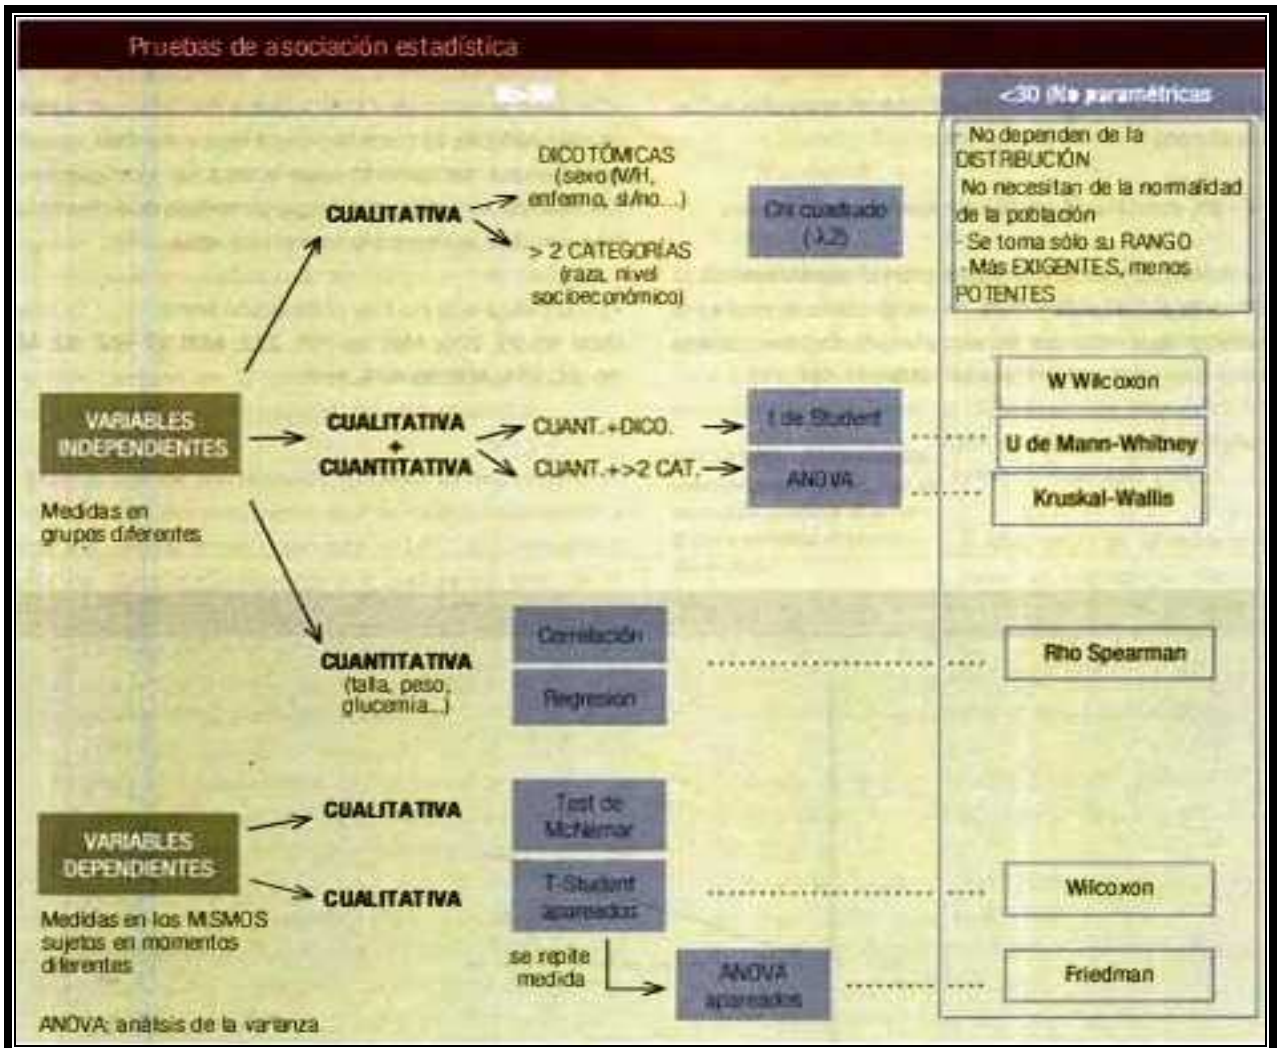 Pruebas de asociación estadística
<30 (No paramétricas
- No dependen de la
DISTRIBUCIÓN
No necesitan de la normalidad
de la población
- Se toma sólo su RANGO
- Más EXIGENTES, menos
POTENTES
CUALITATIVA
DICOTÓMICAS
(sexo (V/H,
enfermo, sí/no...)
> 2 CATEGORÍAS
(raza, nivel
socioeconómico)
Chi cuadrado
VARIABLES
INDEPENDIENTES
Medidas en
grupos diferentes
CUALITATIVA
+
CUANTITATIVA
CUANT.+DICO.
CUANT.+>2 CAT.
t de Student
ANOVA
W Wilcoxon
U de Mann-Whitney
Kruskal-Wallis
CUANTITATIVA
(talla, peso,
glucemia...)
Correlación
Regresion
Rho Spearman
VARIABLES
DEPENDIENTES
Medidas en los MISMOS
sujetos en momentos
diferentes
CUALITATIVA
Test de
McNemar
CUALITATIVA
T-Student
apareados
Wilcoxon
se repite
medida
ANOVA
apareados
Friedman
ANOVA: análisis de la varianza